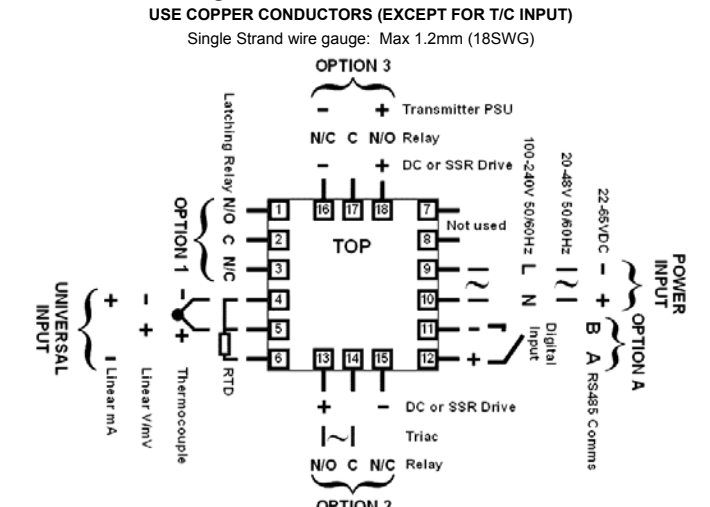 USE COPPER CONDUCTORS (EXCEPT FOR T/C INPUT)
Single Strand wire gauge: Max 1.2mm (18SWG)
OPTION 3
− + Transmitter PSU
N/C C N/O Relay
− + DC or SSR Drive
16 17 18
TOP
Latching Relay
N/O C N/C
OPTION 1
1
2
3
4
5
6
7
8
9
10
11
12
Not used
~
L N
100-240V 50/60Hz
~
20-48V 50/60Hz
− +
22-65VDC
POWER INPUT
− +
Digital Input
B A
RS485 Comms
OPTION A
RTD
− +
Thermocouple
− +
Linear V/mV
+ −
Linear mA
UNIVERSAL INPUT
13 14 15
+ − DC or SSR Drive
~ Triac
N/O C N/C Relay
OPTION 2